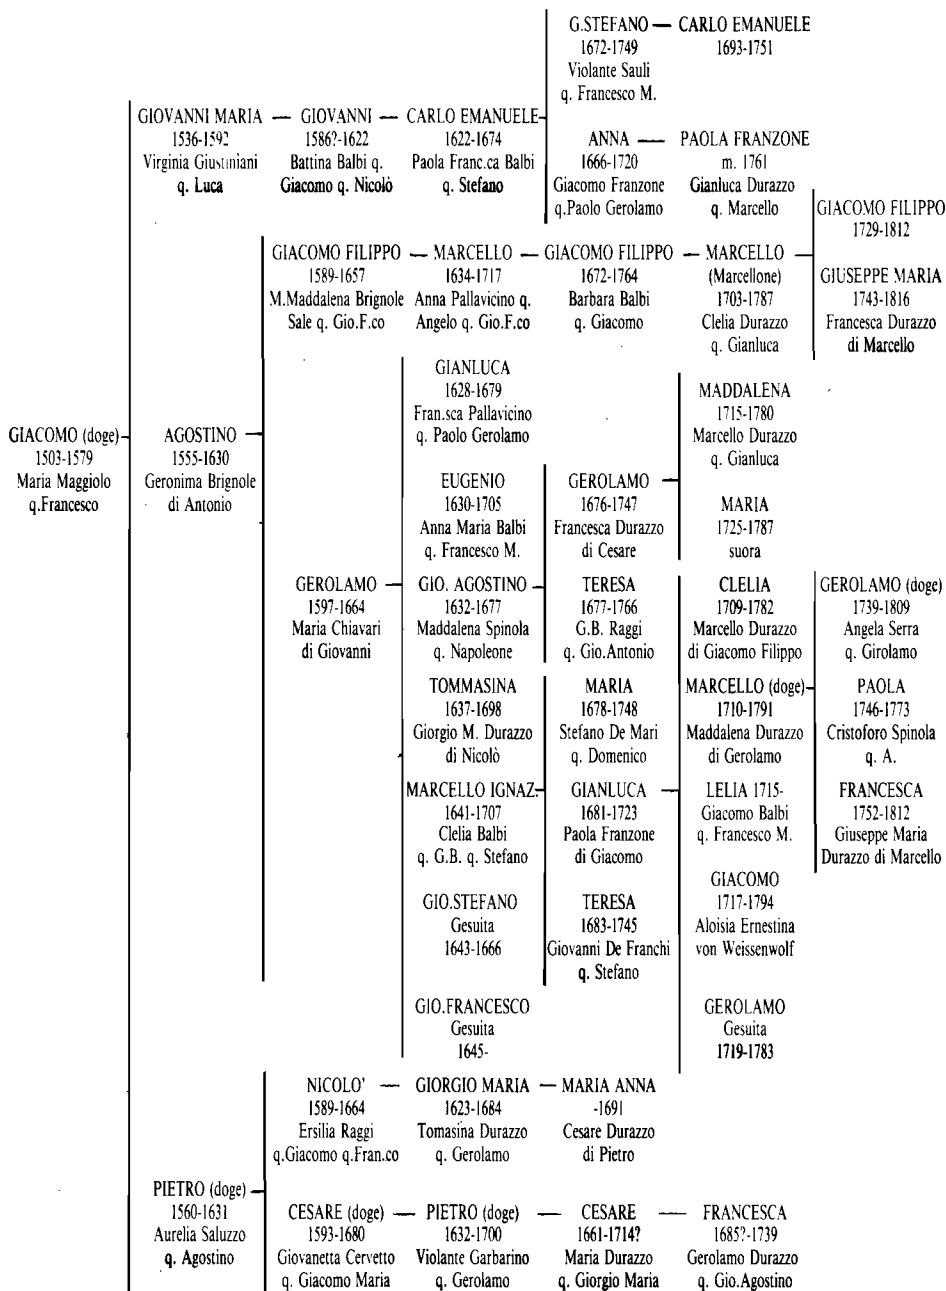 G.STEFANO — CARLO EMANUELE
1672-1749 1693-1751
Violante Sauli
q. Francesco M.
GIOVANNI MARIA — GIOVANNI — CARLO EMANUELE
1536-1592 1586?-1622 1622-1674
Virginia Giustiniani Battina Balbi q. Paola Franc.ca Balbi
q. Luca Giacomo q. Nicolò q. Stefano
ANNA — PAOLA FRANZONE
1666-1720 m. 1761
Giacomo Franzone Gianluca Durazzo
q.Paolo Gerolamo q. Marcello
GIACOMO FILIPPO
1729-1812
GIACOMO FILIPPO — MARCELLO — GIACOMO FILIPPO — MARCELLO
1589-1657 1634-1717 1672-1764 (Marcellone)
M.Maddalena Brignole Anna Pallavicino q. Barbara Balbi 1703-1787
Sale q. Gio.F.co Angelo q. Gio.F.co q. Giacomo Clelia Durazzo
q. Gianluca
GIUSEPPE MARIA
1743-1816
Francesca Durazzo
di Marcello
GIANLUCA
1628-1679
Fran.sca Pallavicino
q. Paolo Gerolamo
MADDALENA
1715-1780
Marcello Durazzo
q. Gianluca
GIACOMO (doge) AGOSTINO
1503-1579 1555-1630
Maria Maggiolo Geronima Brignole
q.Francesco di Antonio
EUGENIO GEROLAMO
1630-1705 1676-1747
Anna Maria Balbi Francesca Durazzo
q. Francesco M. di Cesare
MARIA
1725-1787
suora
GEROLAMO GIO. AGOSTINO TERESA CLELIA GEROLAMO (doge)
1597-1664 1632-1677 1677-1766 1709-1782 1739-1809
Maria Chiavari Maddalena Spinola G.B. Raggi Marcello Durazzo Angela Serra
di Giovanni q. Napoleone q. Gio.Antonio di Giacomo Filippo q. Girolamo
TOMMASINA MARIA MARCELLO (doge) PAOLA
1637-1698 1678-1748 1710-1791 1746-1773
Giorgio M. Durazzo Stefano De Mari Maddalena Durazzo Cristoforo Spinola
di Nicolò q. Domenico di Gerolamo q. A.
MARCELLO IGNAZ. GIANLUCA LELIA 1715- FRANCESCA
1641-1707 1681-1723 Giacomo Balbi 1752-1812
Clelia Balbi Paola Franzone q. Francesco M. Giuseppe Maria
q. G.B. q. Stefano di Giacomo Durazzo di Marcello
GIACOMO
1717-1794
Aloisia Ernestina
von Weissenwolf
GIO.STEFANO TERESA
Gesuita 1683-1745
1643-1666 Giovanni De Franchi
q. Stefano
GIO.FRANCESCO GEROLAMO
Gesuita Gesuita
1645- 1719-1783
NICOLO' — GIORGIO MARIA — MARIA ANNA
1589-1664 1623-1684 -1691
Ersilia Raggi Tomasina Durazzo Cesare Durazzo
q.Giacomo q.Fran.co q. Gerolamo di Pietro
PIETRO (doge)
1560-1631
Aurelia Saluzzo
q. Agostino
CESARE (doge) — PIETRO (doge) — CESARE — FRANCESCA
1593-1680 1632-1700 1661-1714? 1685?-1739
Giovanetta Cervetto Violante Garbarino Maria Durazzo Gerolamo Durazzo
q. Giacomo Maria q. Gerolamo q. Giorgio Maria q. Gio.Agostino